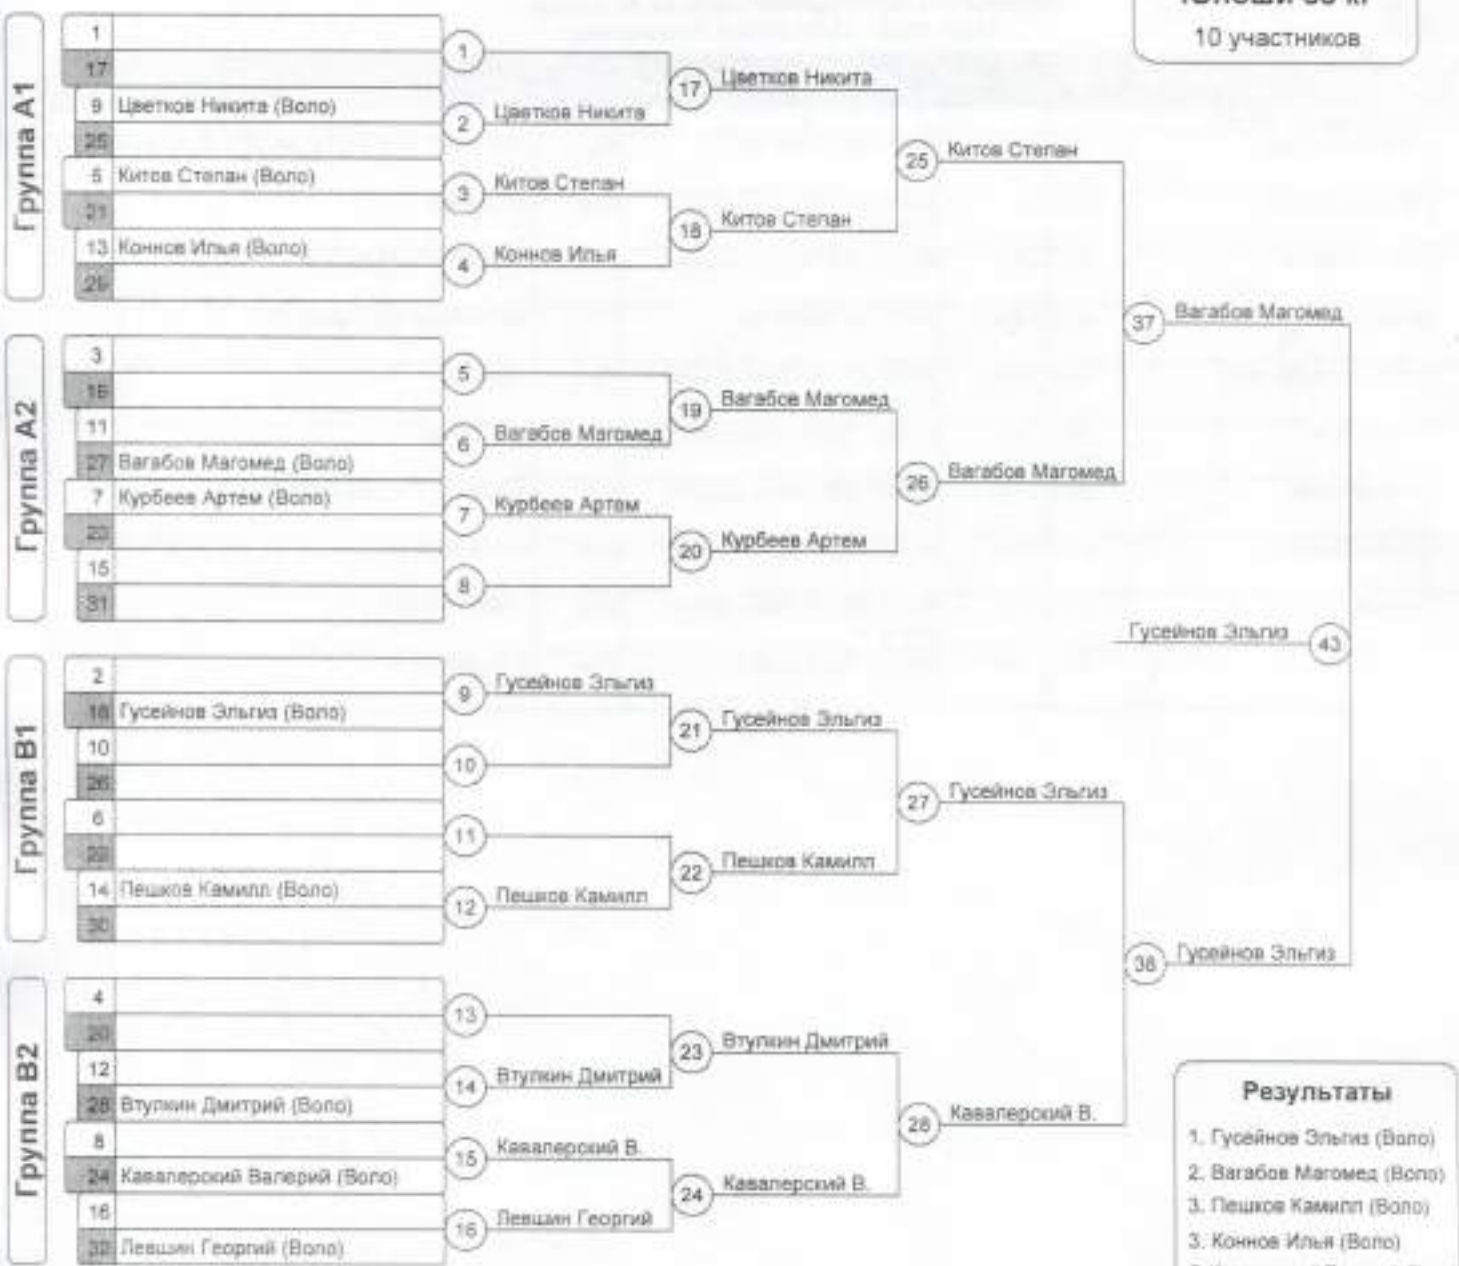 10 участников
Группа A1
1
17
9 Цветков Никита (Воло)
25
5 Китов Степан (Воло)
21
13 Коннов Илья (Воло)
29
1
2 Цветков Никита
3 Китов Степан
4 Коннов Илья
17 Цветков Никита
18 Китов Степан
25 Китов Степан
Группа A2
3
19
11
27 Вагабов Магомед (Воло)
7 Курбеев Артем (Воло)
23
15
31
5
6 Вагабов Магомед
7 Курбеев Артем
8
19 Вагабов Магомед
20 Курбеев Артем
26 Вагабов Магомед
37 Вагабов Магомед
Гусейнов Эльгиз 43
Группа B1
2
18 Гусейнов Эльгиз (Воло)
10
26
6
22
14 Пешков Камилл (Воло)
30
9 Гусейнов Эльгиз
10
11
12 Пешков Камилл
21 Гусейнов Эльгиз
22 Пешков Камилл
27 Гусейнов Эльгиз
Группа B2
4
20
12
28 Втулкин Дмитрий (Воло)
8
24 Кавалерский Валерий (Воло)
16
32 Левшин Георгий (Воло)
13
14 Втулкин Дмитрий
15 Кавалерский В.
16 Левшин Георгий
23 Втулкин Дмитрий
24 Кавалерский В.
28 Кавалерский В.
38 Гусейнов Эльгиз
Результаты
1. Гусейнов Эльгиз (Воло)
2. Вагабов Магомед (Воло)
3. Пешков Камилл (Воло)
3. Коннов Илья (Воло)